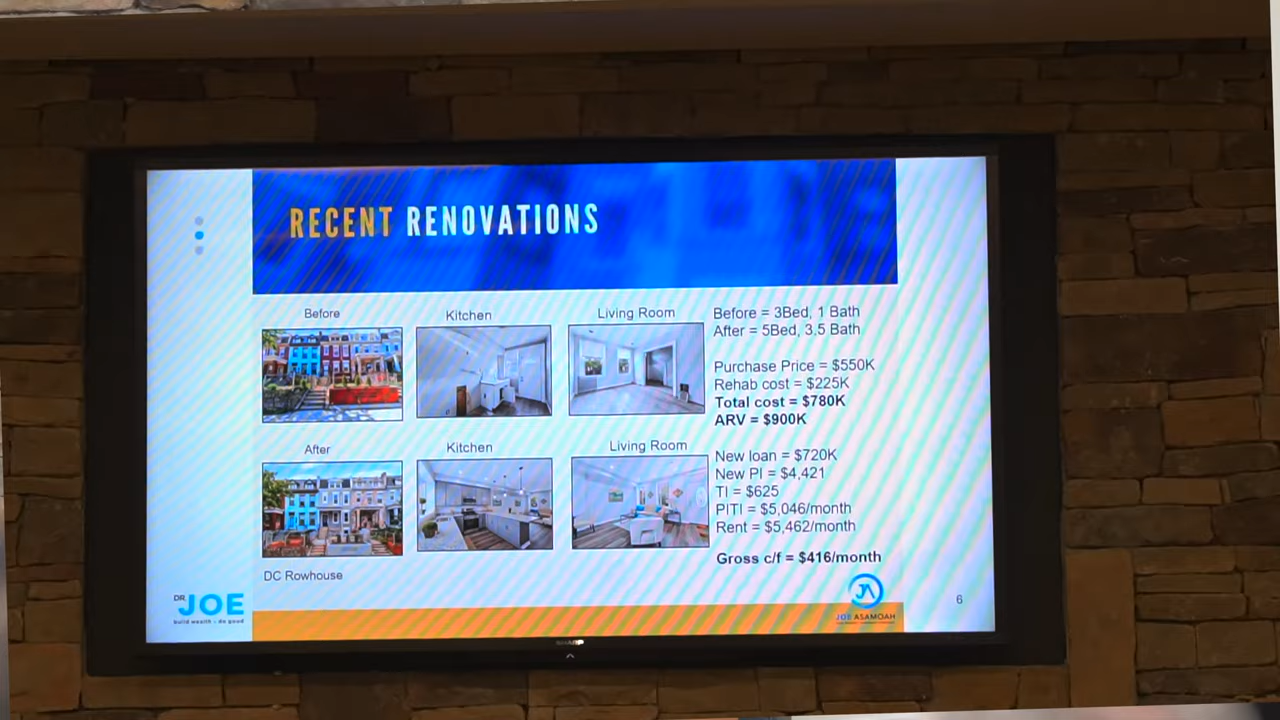 RECENT RENOVATIONS
Before
Kitchen
Living Room
Before = 3Bed, 1 Bath
After = 5Bed, 3.5 Bath
Purchase Price = $550K
Rehab cost = $225K
Total cost = $780K
ARV = $900K
After
Kitchen
Living Room
New loan = $720K
New PI = $4,421
TI = $625
PITI = $5,046/month
Rent = $5,462/month
Gross c/f = $416/month
DC Rowhouse
DR. JOE
build wealth - do good
JA
JOE ASAMOAH
6
SHARP